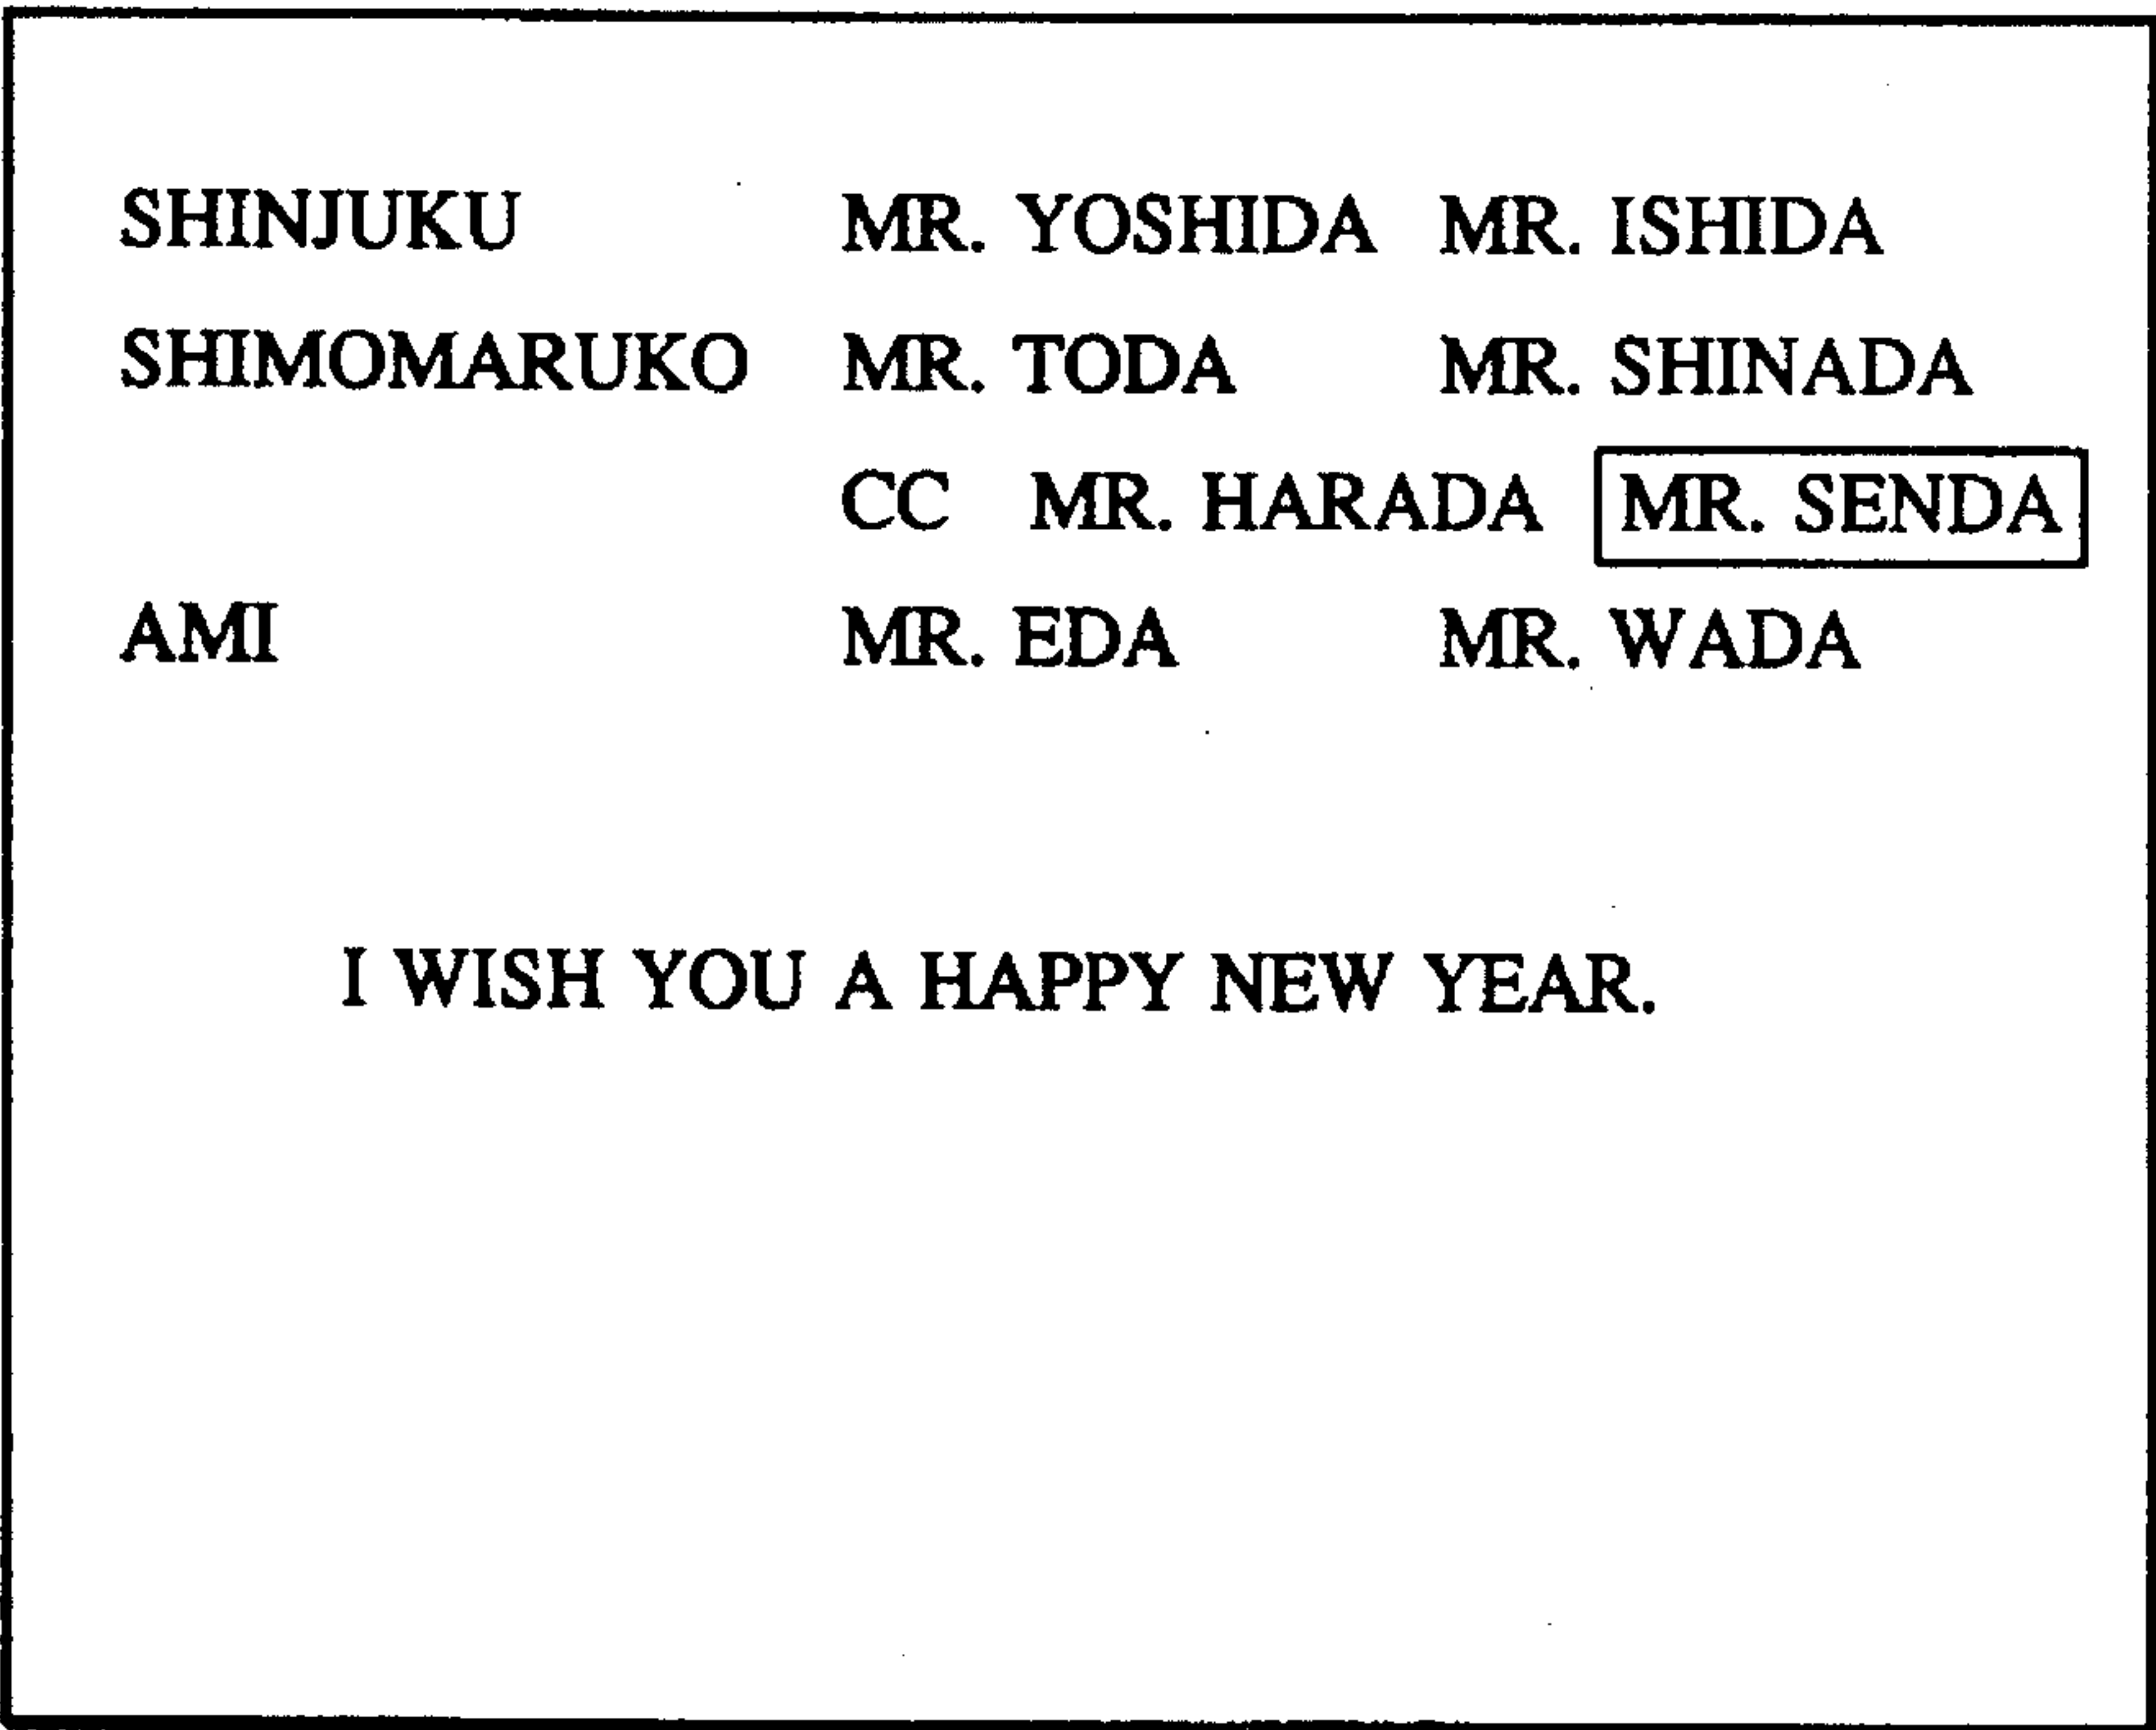 SHINJUKU MR. YOSHIDA MR. ISHIDA
SHIMOMARUKO MR. TODA MR. SHINADA
CC MR. HARADA MR. SENDA
AMI MR. EDA MR. WADA
I WISH YOU A HAPPY NEW YEAR.